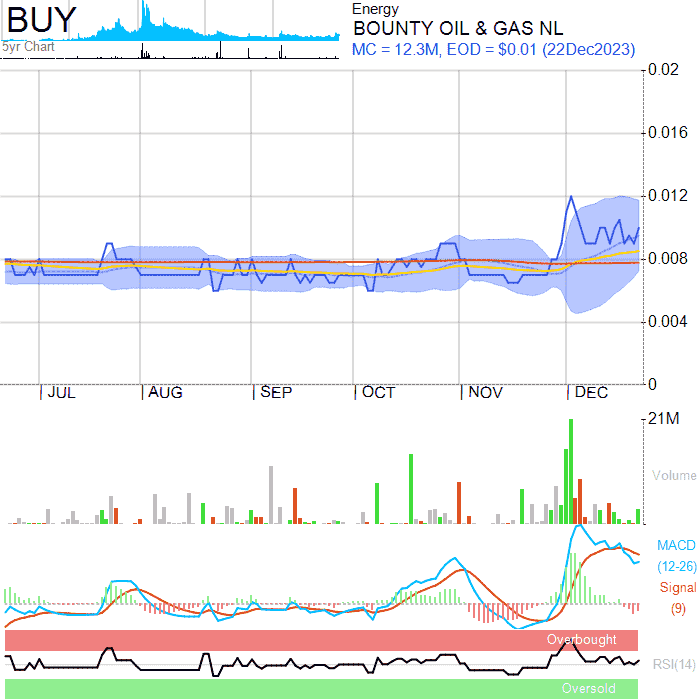 BUY
5yr Chart
Energy
BOUNTY OIL & GAS NL
MC = 12.3M, EOD = $0.01 (22Dec2023)
0.02
0.016
0.012
0.008
0.004
0
JUL AUG SEP OCT NOV DEC
21M
Volume
MACD
(12-26)
Signal
(9)
Overbought
RSI(14)
Oversold